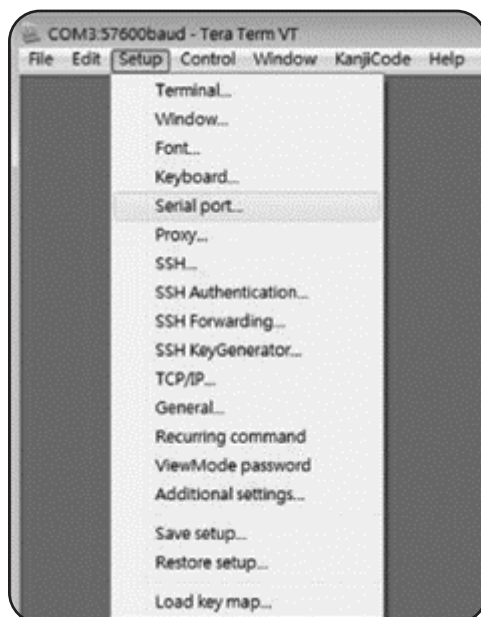 COM3:57600baud - Tera Term VT
File Edit Setup Control Window KanjiCode Help
Terminal...
Window...
Font...
Keyboard...
Serial port...
Proxy...
SSH...
SSH Authentication...
SSH Forwarding...
SSH KeyGenerator...
TCP/IP...
General...
Recurring command
ViewMode password
Additional settings...
Save setup...
Restore setup...
Load key map...